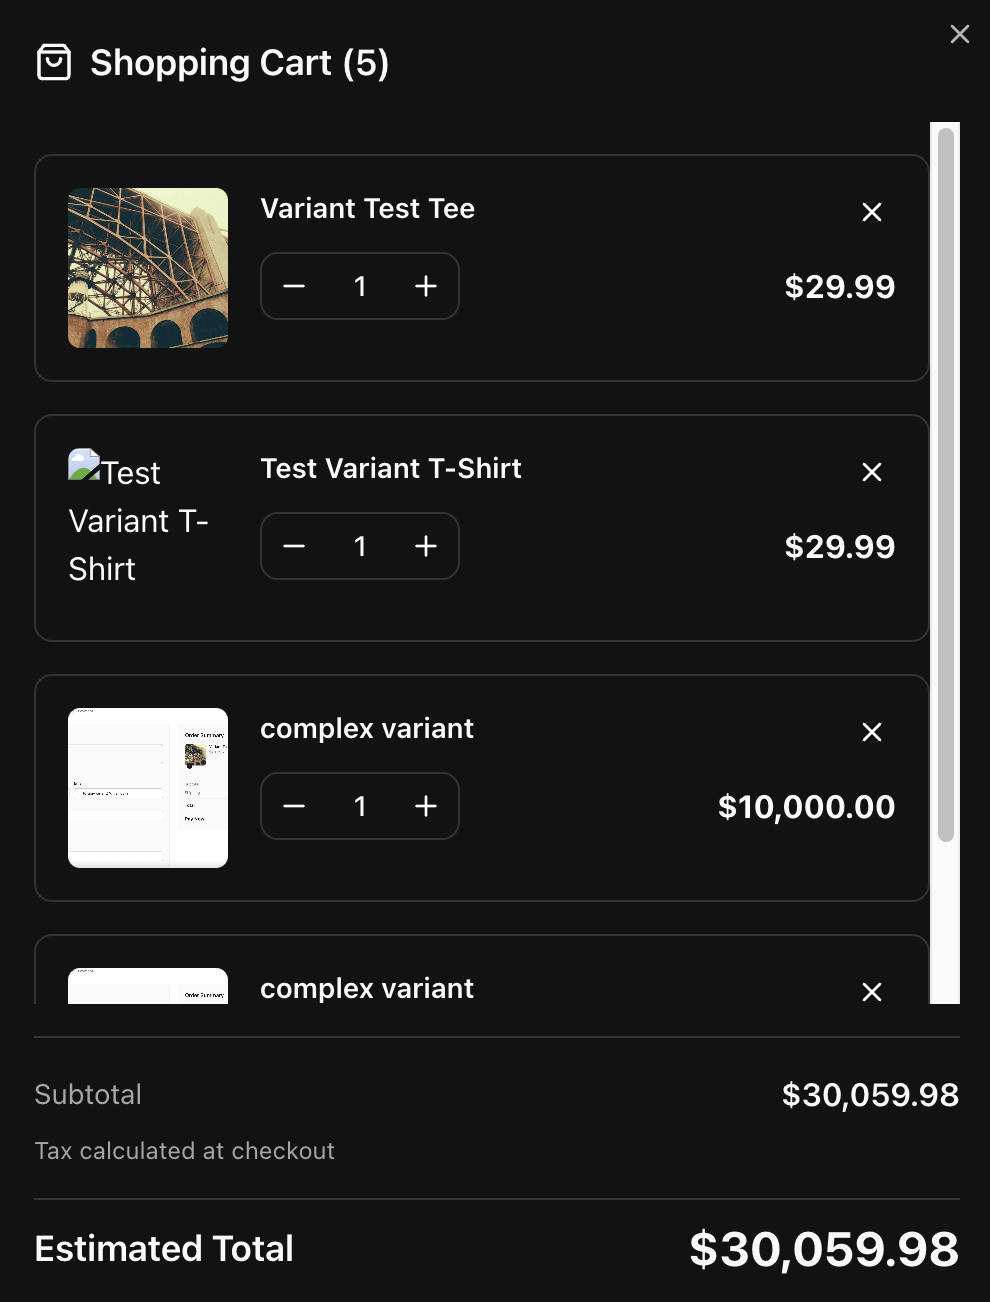 Shopping Cart (5)
Variant Test Tee
1
$29.99
Test
Variant T-
Shirt
Test Variant T-Shirt
1
$29.99
Order Summary
Pay Now
complex variant
1
$10,000.00
Order Summary
complex variant
Subtotal
$30,059.98
Tax calculated at checkout
Estimated Total
$30,059.98